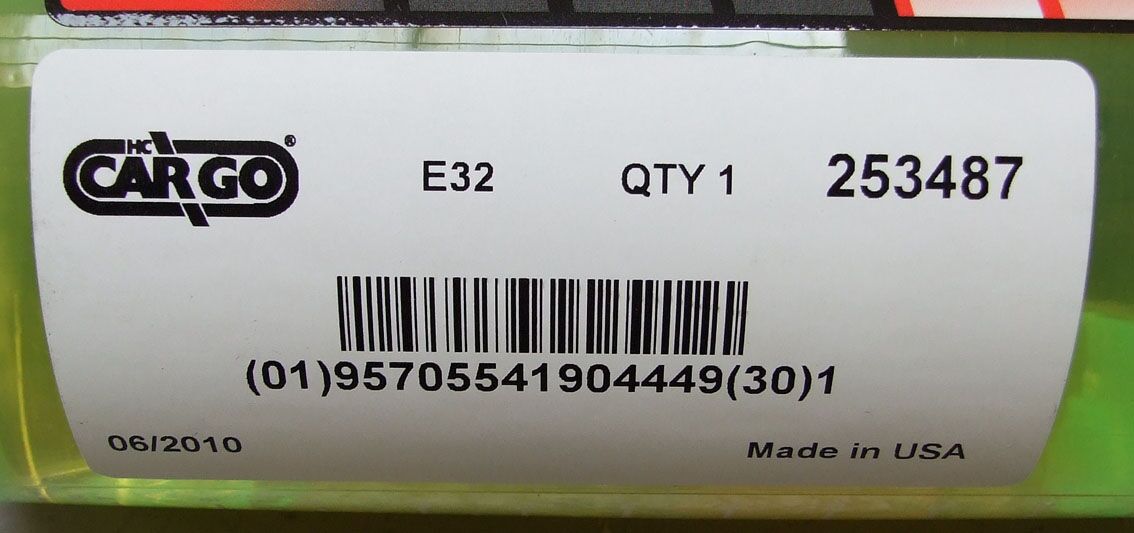 HC
CARGO®
E32 QTY 1 253487
(01)95705541904449(30)1
06/2010 Made in USA